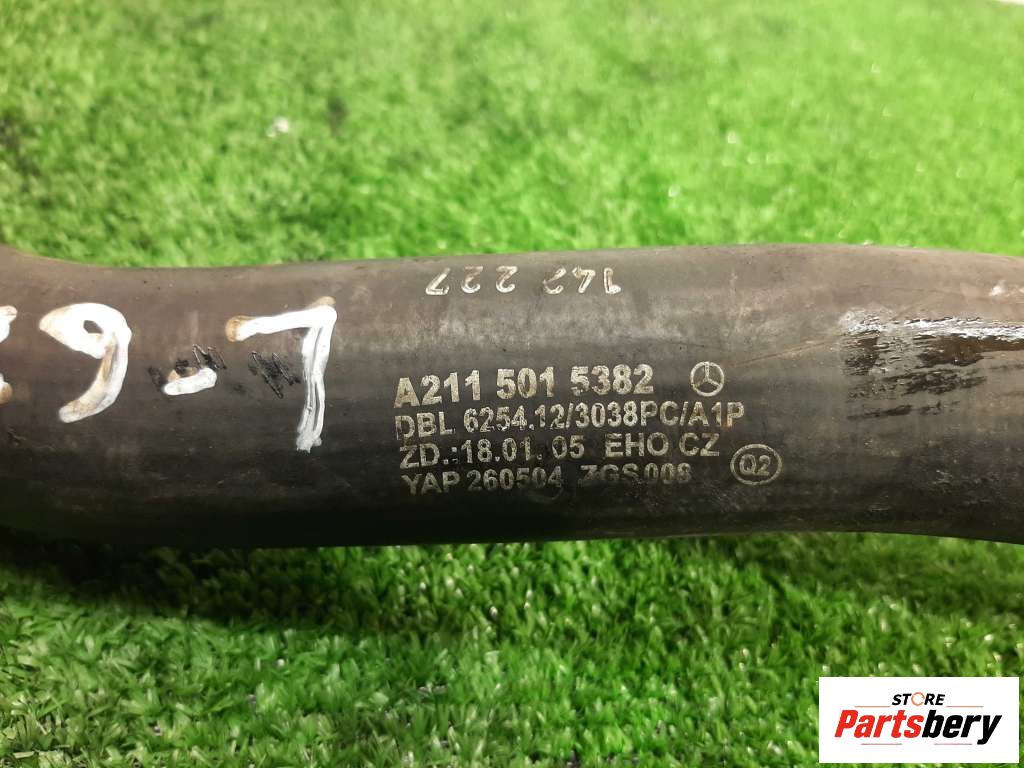 142 227
A211 501 5382
DBL 6254.12/3038PC/A1P
ZD.:18.01.05 EHO CZ
YAP 260504 ZGS 008
Q2
STORE
Partsbery